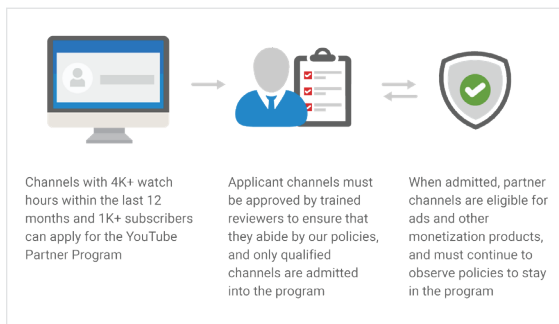 Channels with 4K+ watch
hours within the last 12
months and 1K+ subscribers
can apply for the YouTube
Partner Program
Applicant channels must
be approved by trained
reviewers to ensure that
they abide by our policies,
and only qualified
channels are admitted
into the program
When admitted, partner
channels are eligible for
ads and other
monetization products,
and must continue to
observe policies to stay
in the program